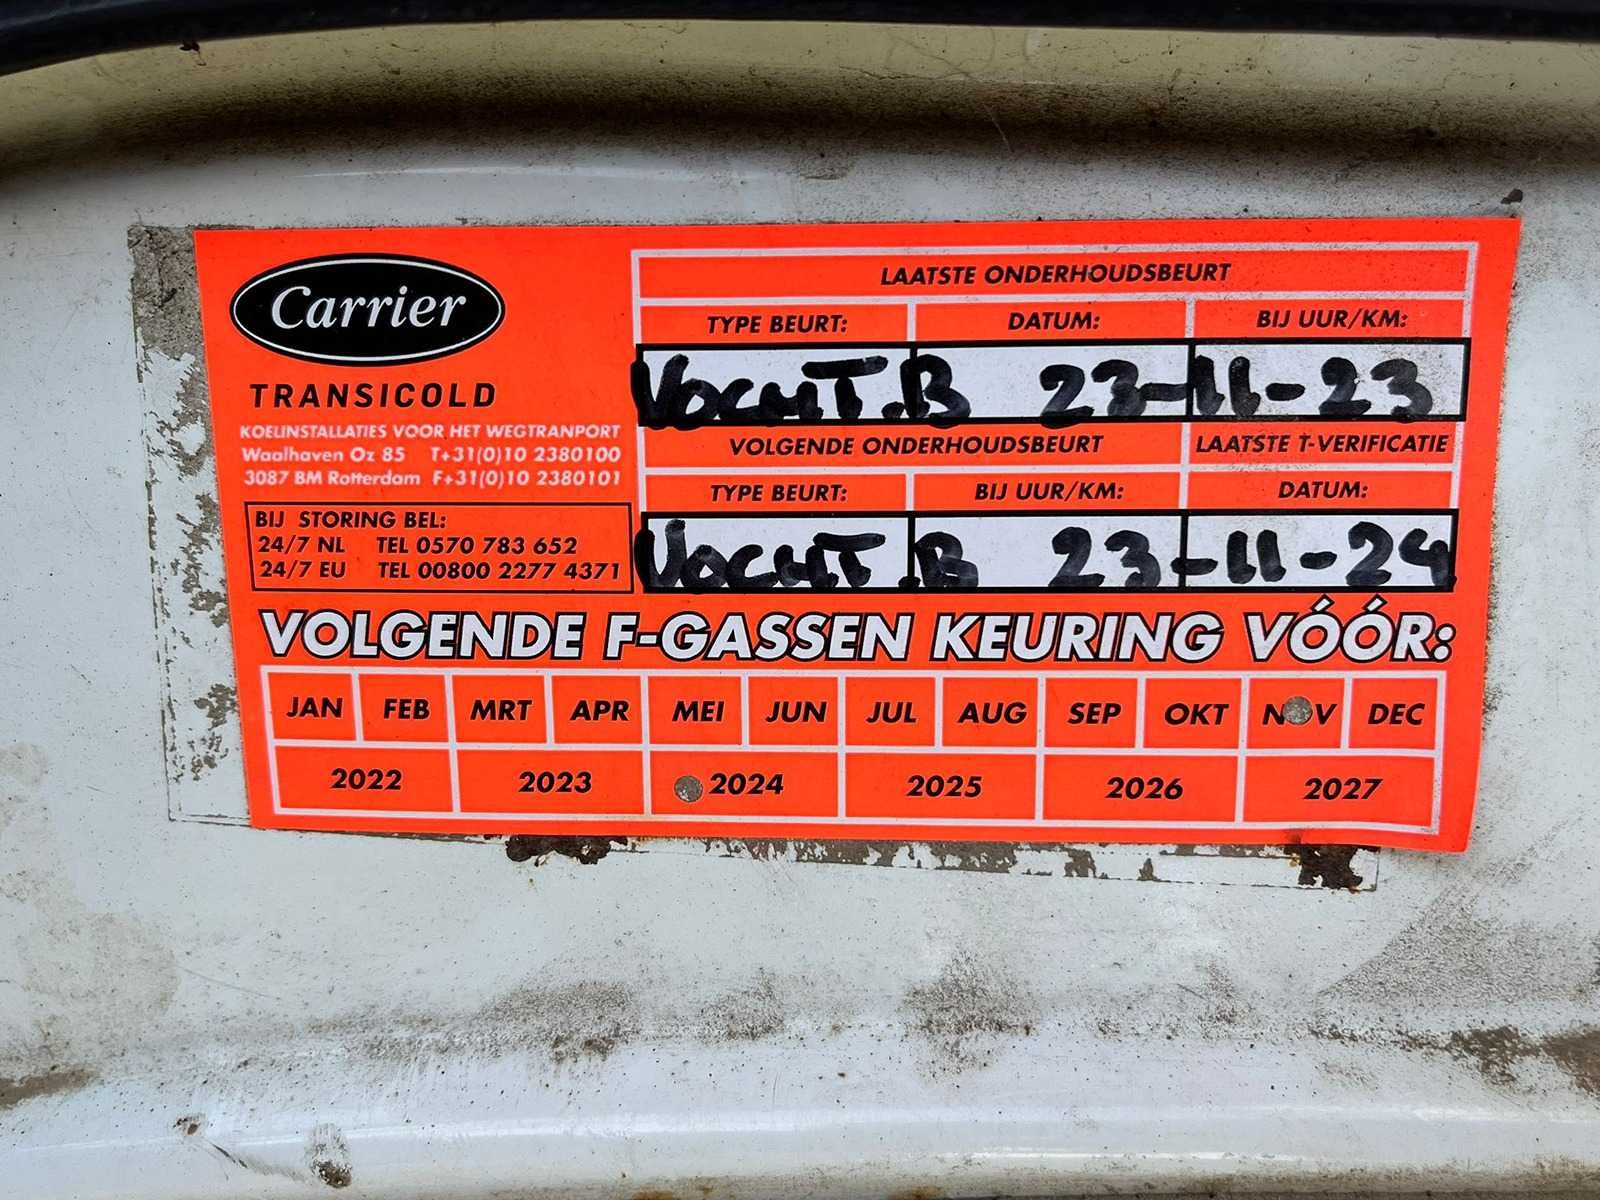 Carrier
TRANSICOLD
KOELINSTALLATIES VOOR HET WEGTRANPORT
Waalhaven Oz 85 T+31(0)10 2380100
3087 BM Rotterdam F+31(0)10 2380101
BIJ STORING BEL:
24/7 NL TEL 0570 783 652
24/7 EU TEL 00800 2277 4371
LAATSTE ONDERHOUDSBEURT
TYPE BEURT: DATUM: BIJ UUR/KM:
VOCHT.B 23-11-23
VOLGENDE ONDERHOUDSBEURT LAATSTE T-VERIFICATIE
TYPE BEURT: BIJ UUR/KM: DATUM:
VOCHT.B 23-11-24
VOLGENDE F-GASSEN KEURING VÓÓR:
JAN FEB MRT APR MEI JUN JUL AUG SEP OKT NOV DEC
2022 2023 2024 2025 2026 2027